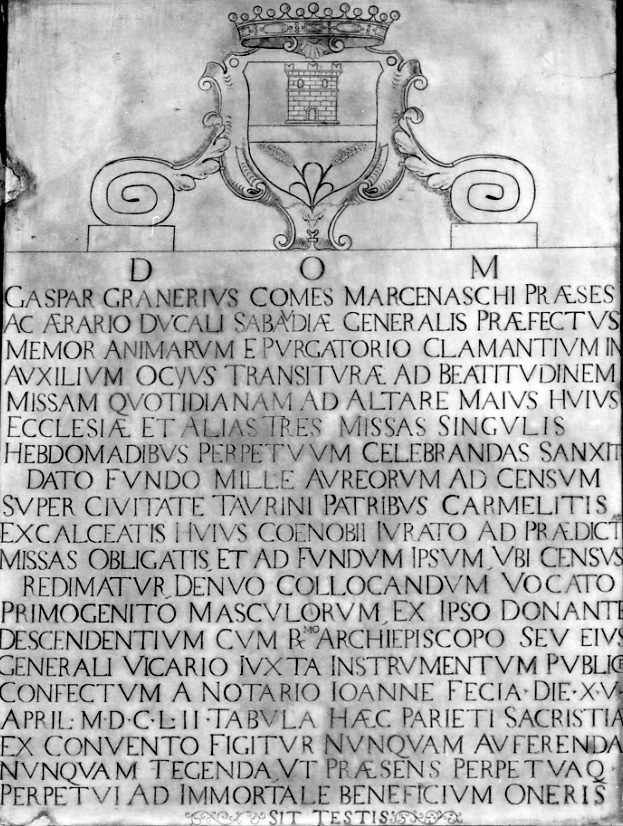 D O M
GASPAR GRANERIVS COMES MARCENASCHI PRÆSES
AC ÆRARIO DVCALI SABAVDIÆ GENERALIS PRÆFECTVS
MEMOR ANIMARVM E PVRGATORIO CLAMANTIVM IN
AVXILIVM OCYVS TRANSITVRÆ AD BEATITVDINEM
MISSAM QVOTIDIANAM AD ALTARE MAIVS HVIVS
ECCLESIÆ ET ALIAS TRES MISSAS SINGVLIS
HEBDOMADIBVS PERPETVVM CELEBRANDAS SANXIT
DATO FVNDO MILLE AVREORVM AD CENSVM
SVPER CIVITATE TAVRINI PATRIBVS CARMELITIS
EXCALCEATIS HVIVS COENOBII IVRATO AD PRÆDICTAS
MISSAS OBLIGATIS, ET AD FVNDVM IPSVM, VBI CENSVS
REDIMATVR, DENVO COLLOCANDVM VOCATO
PRIMOGENITO MASCVLORVM, EX IPSO DONANTE
DESCENDENTIVM CVM RMO ARCHIEPISCOPO SEV EIVS
GENERALI VICARIO IVXTA INSTRVMENTVM PVBLICE
CONFECTVM A NOTARIO IOANNE FECIA · DIE · X · V ·
APRIL · M · D · C · L · II · TABVLA HÆC PARIETI SACRISTIÆ
EX CONVENTO FIGITVR NVNQVAM AVFERENDA
NVNQVAM TEGENDA, VT PRÆSENS PERPETVAQ·
PERPETVI AD IMMORTALE BENEFICIVM ONERIS
SIT TESTIS